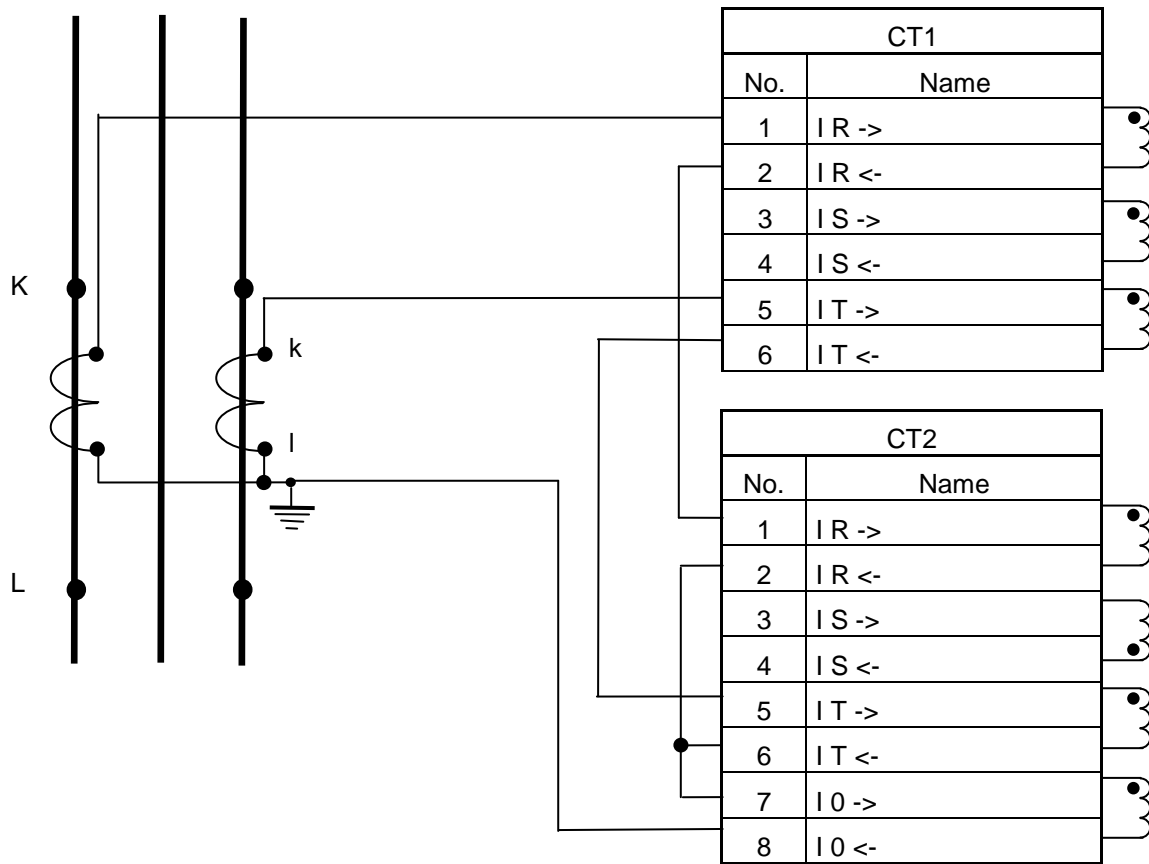 CT1
No. Name
1 I R ->
2 I R <-
3 I S ->
4 I S <-
5 I T ->
6 I T <-
K
k
l
L
CT2
No. Name
1 I R ->
2 I R <-
3 I S ->
4 I S <-
5 I T ->
6 I T <-
7 I 0 ->
8 I 0 <-